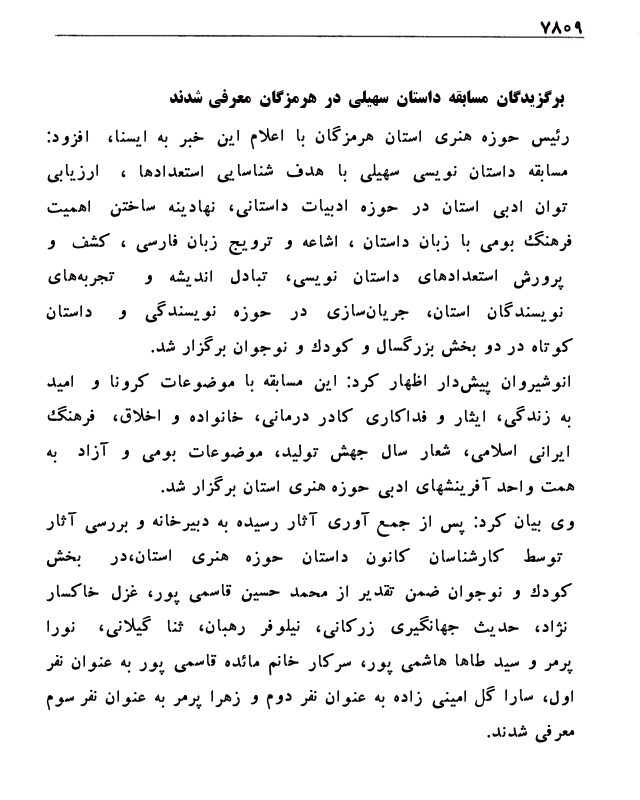 ۷۸۰۹
برگزیدگان مسابقه داستان سهیلی در هرمزگان معرفی شدند
رئیس حوزه هنری استان هرمزگان با اعلام این خبر به ایسنا، افزود:
مسابقه داستان نویسی سهیلی با هدف شناسایی استعدادها ، ارزیابی
توان ادبی استان در حوزه ادبیات داستانی، نهادینه ساختن اهمیت
فرهنگ بومی با زبان داستان ، اشاعه و ترویج زبان فارسی ، کشف و
پرورش استعدادهای داستان نویسی، تبادل اندیشه و تجربه‌های
نویسندگان استان، جریان‌سازی در حوزه نویسندگی و داستان
کوتاه در دو بخش بزرگسال و کودك و نوجوان برگزار شد.
انوشیروان پیش‌دار اظهار کرد: این مسابقه با موضوعات کرونا و امید
به زندگی، ایثار و فداکاری کادر درمانی، خانواده و اخلاق، فرهنگ
ایرانی اسلامی، شعار سال جهش تولید، موضوعات بومی و آزاد به
همت واحد آفرینشهای ادبی حوزه هنری استان برگزار شد.
وی بیان کرد: پس از جمع آوری آثار رسیده به دبیرخانه و بررسی آثار
توسط کارشناسان کانون داستان حوزه هنری استان،در بخش
کودك و نوجوان ضمن تقدیر از محمد حسین قاسمی پور، غزل خاکسار
نژاد، حدیث جهانگیری زرکانی، نیلوفر رهبان، ثنا گیلانی، نورا
پرمر و سید طاها هاشمی پور، سرکار خانم مائده قاسمی پور به عنوان نفر
اول، سارا گل امینی زاده به عنوان نفر دوم و زهرا پرمر به عنوان نفر سوم
معرفی شدند.